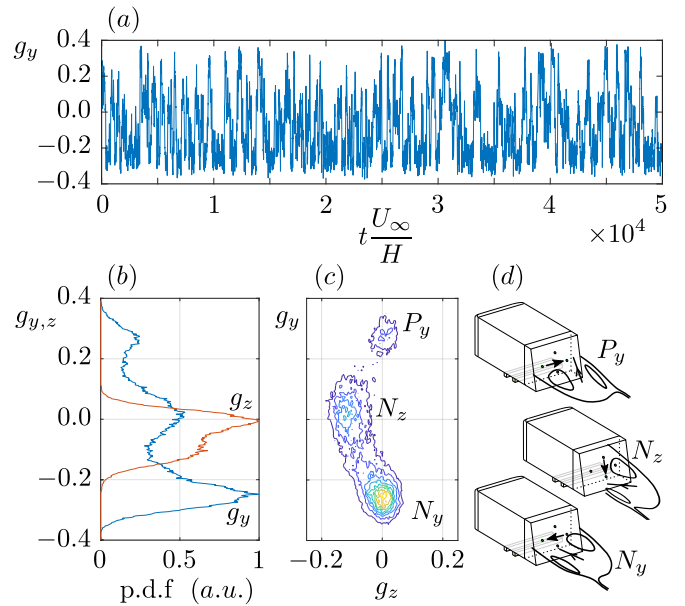 (a)
g_y
0.4
0.2
0.0
−0.2
−0.4
0 1 2 3 4 5
t U_∞/H
×10^4
(b) (c) (d)
g_{y,z}
0.4
0.2
0.0
−0.2
−0.4
g_z
g_y
0 0.5 1
p.d.f (a.u.)
g_y
P_y
N_z
N_y
−0.2 0 0.2
g_z
P_y
N_z
N_y